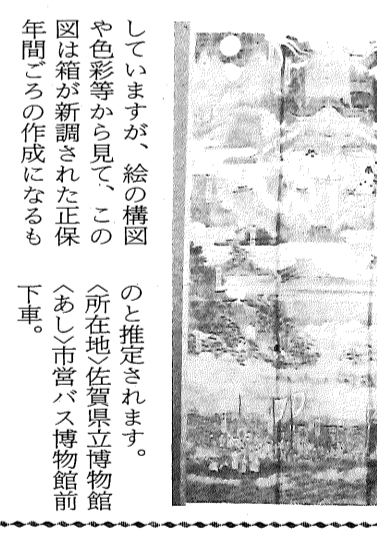 していますが、絵の構図
や色彩等から見て、この
図は箱が新調された正保
年間ごろの作成になるも
のと推定されます。
〈所在地〉佐賀県立博物館
〈あし〉市営バス博物館前
下車。